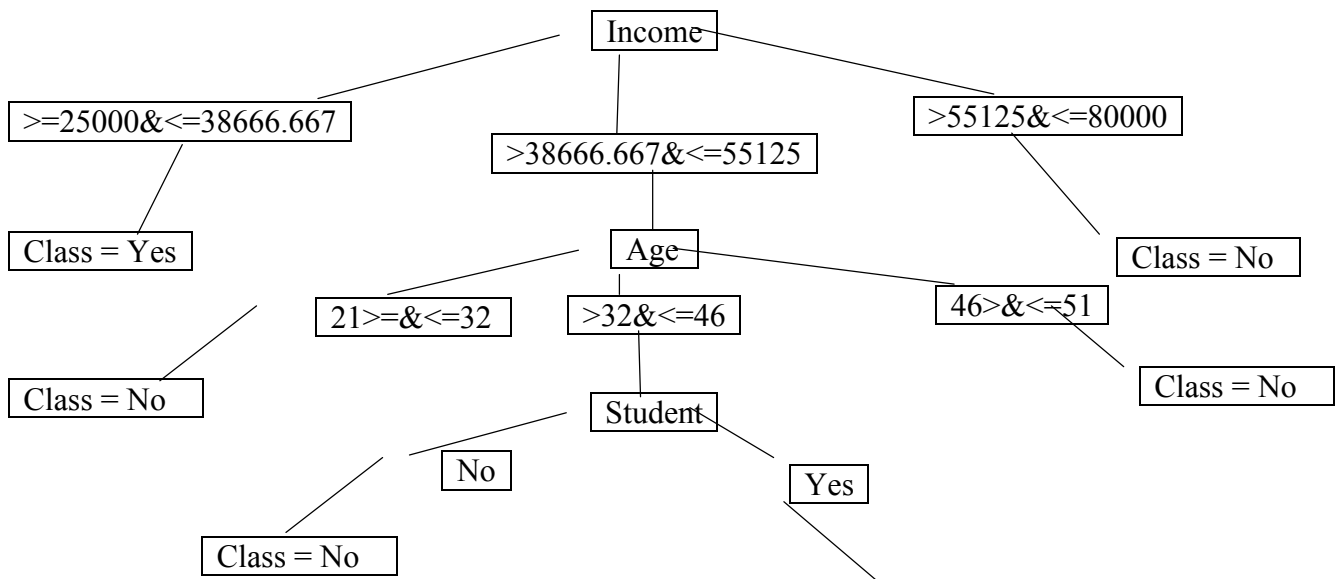 Income
>=25000&<=38666.667
>55125&<=80000
>38666.667&<=55125
Class = Yes
Age
Class = No
21>=&<=32
>32&<=46
46>&<=51
Class = No
Class = No
Student
No
Yes
Class = No